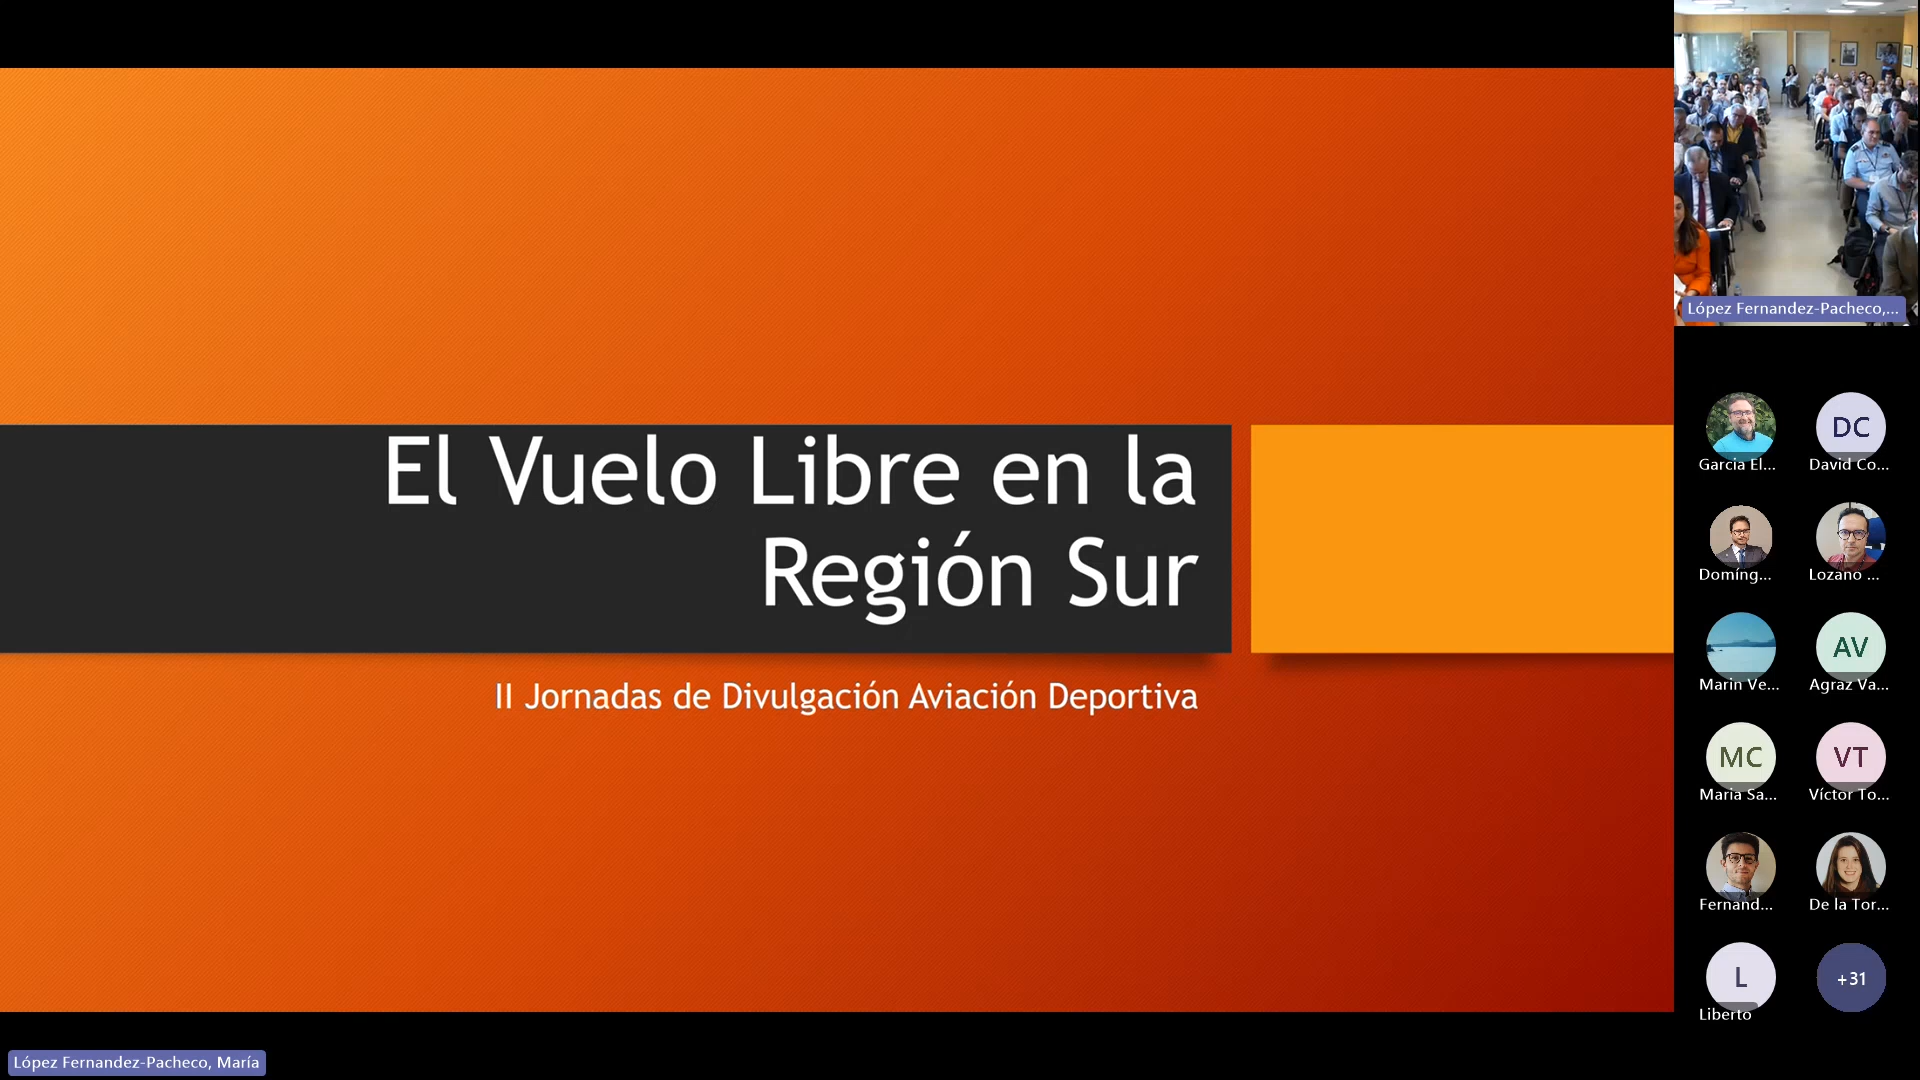 El Vuelo Libre en la
Región Sur
II Jornadas de Divulgación Aviación Deportiva
López Fernandez-Pacheco,...
Garcia El...
DC
David Co...
Domíng...
Lozano ...
Marin Ve...
AV
Agraz Va...
MC
Maria Sa...
VT
Víctor To...
Fernand...
De la Tor...
L
Liberto
+31
López Fernandez-Pacheco, María